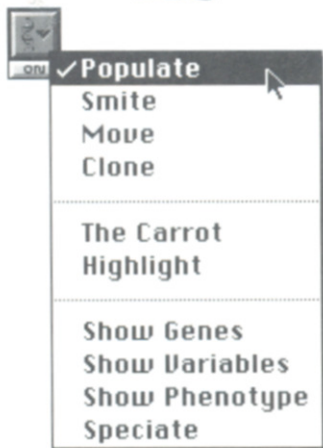 ON
Populate
Smite
Move
Clone
The Carrot
Highlight
Show Genes
Show Variables
Show Phenotype
Speciate